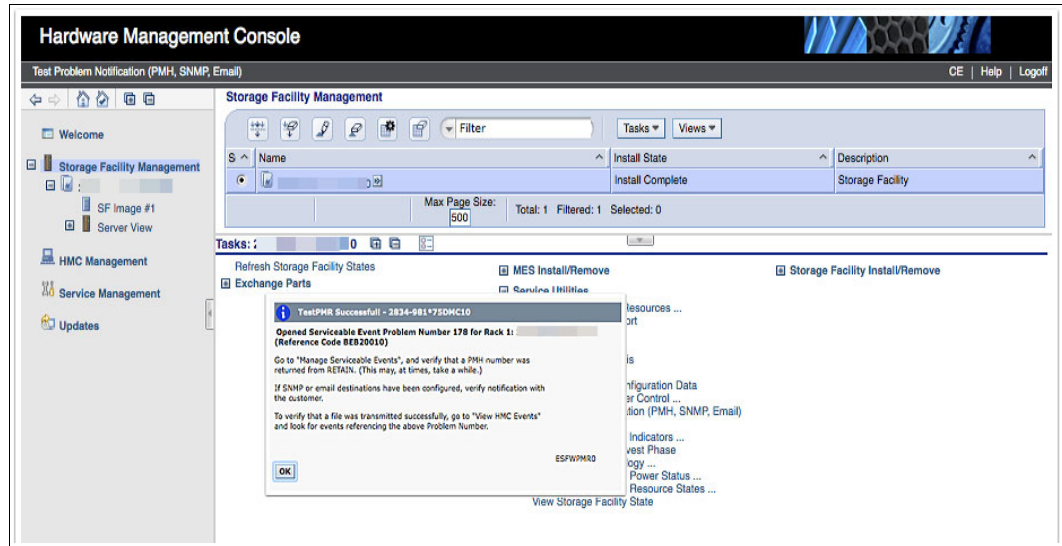 Hardware Management Console
Test Problem Notification (PMH, SNMP, Email)
CE | Help | Logoff
Welcome
Storage Facility Management
SF Image #1
Server View
HMC Management
Service Management
Updates
Storage Facility Management
Filter
Tasks
Views
S
Name
Install State
Description
Install Complete
Storage Facility
Max Page Size:
500
Total: 1 Filtered: 1 Selected: 0
Tasks: 2 0
Refresh Storage Facility States
Exchange Parts
MES Install/Remove
Service Utilities
Storage Facility Install/Remove
Resources ...
nfiguration Data
er Control ...
tion (PMH, SNMP, Email)
Indicators ...
vest Phase
ogy ...
Power Status ...
Resource States ...
View Storage Facility State
TestPMR Successfull - 2834-981*75DMC10
Opened Serviceable Event Problem Number 178 for Rack 1:
(Reference Code BEB20010)
Go to "Manage Serviceable Events", and verify that a PMH number was
returned from RETAIN. (This may, at times, take a while.)
If SNMP or email destinations have been configured, verify notification with
the customer.
To verify that a file was transmitted successfully, go to "View HMC Events"
and look for events referencing the above Problem Number.
ESFWPMR0
OK